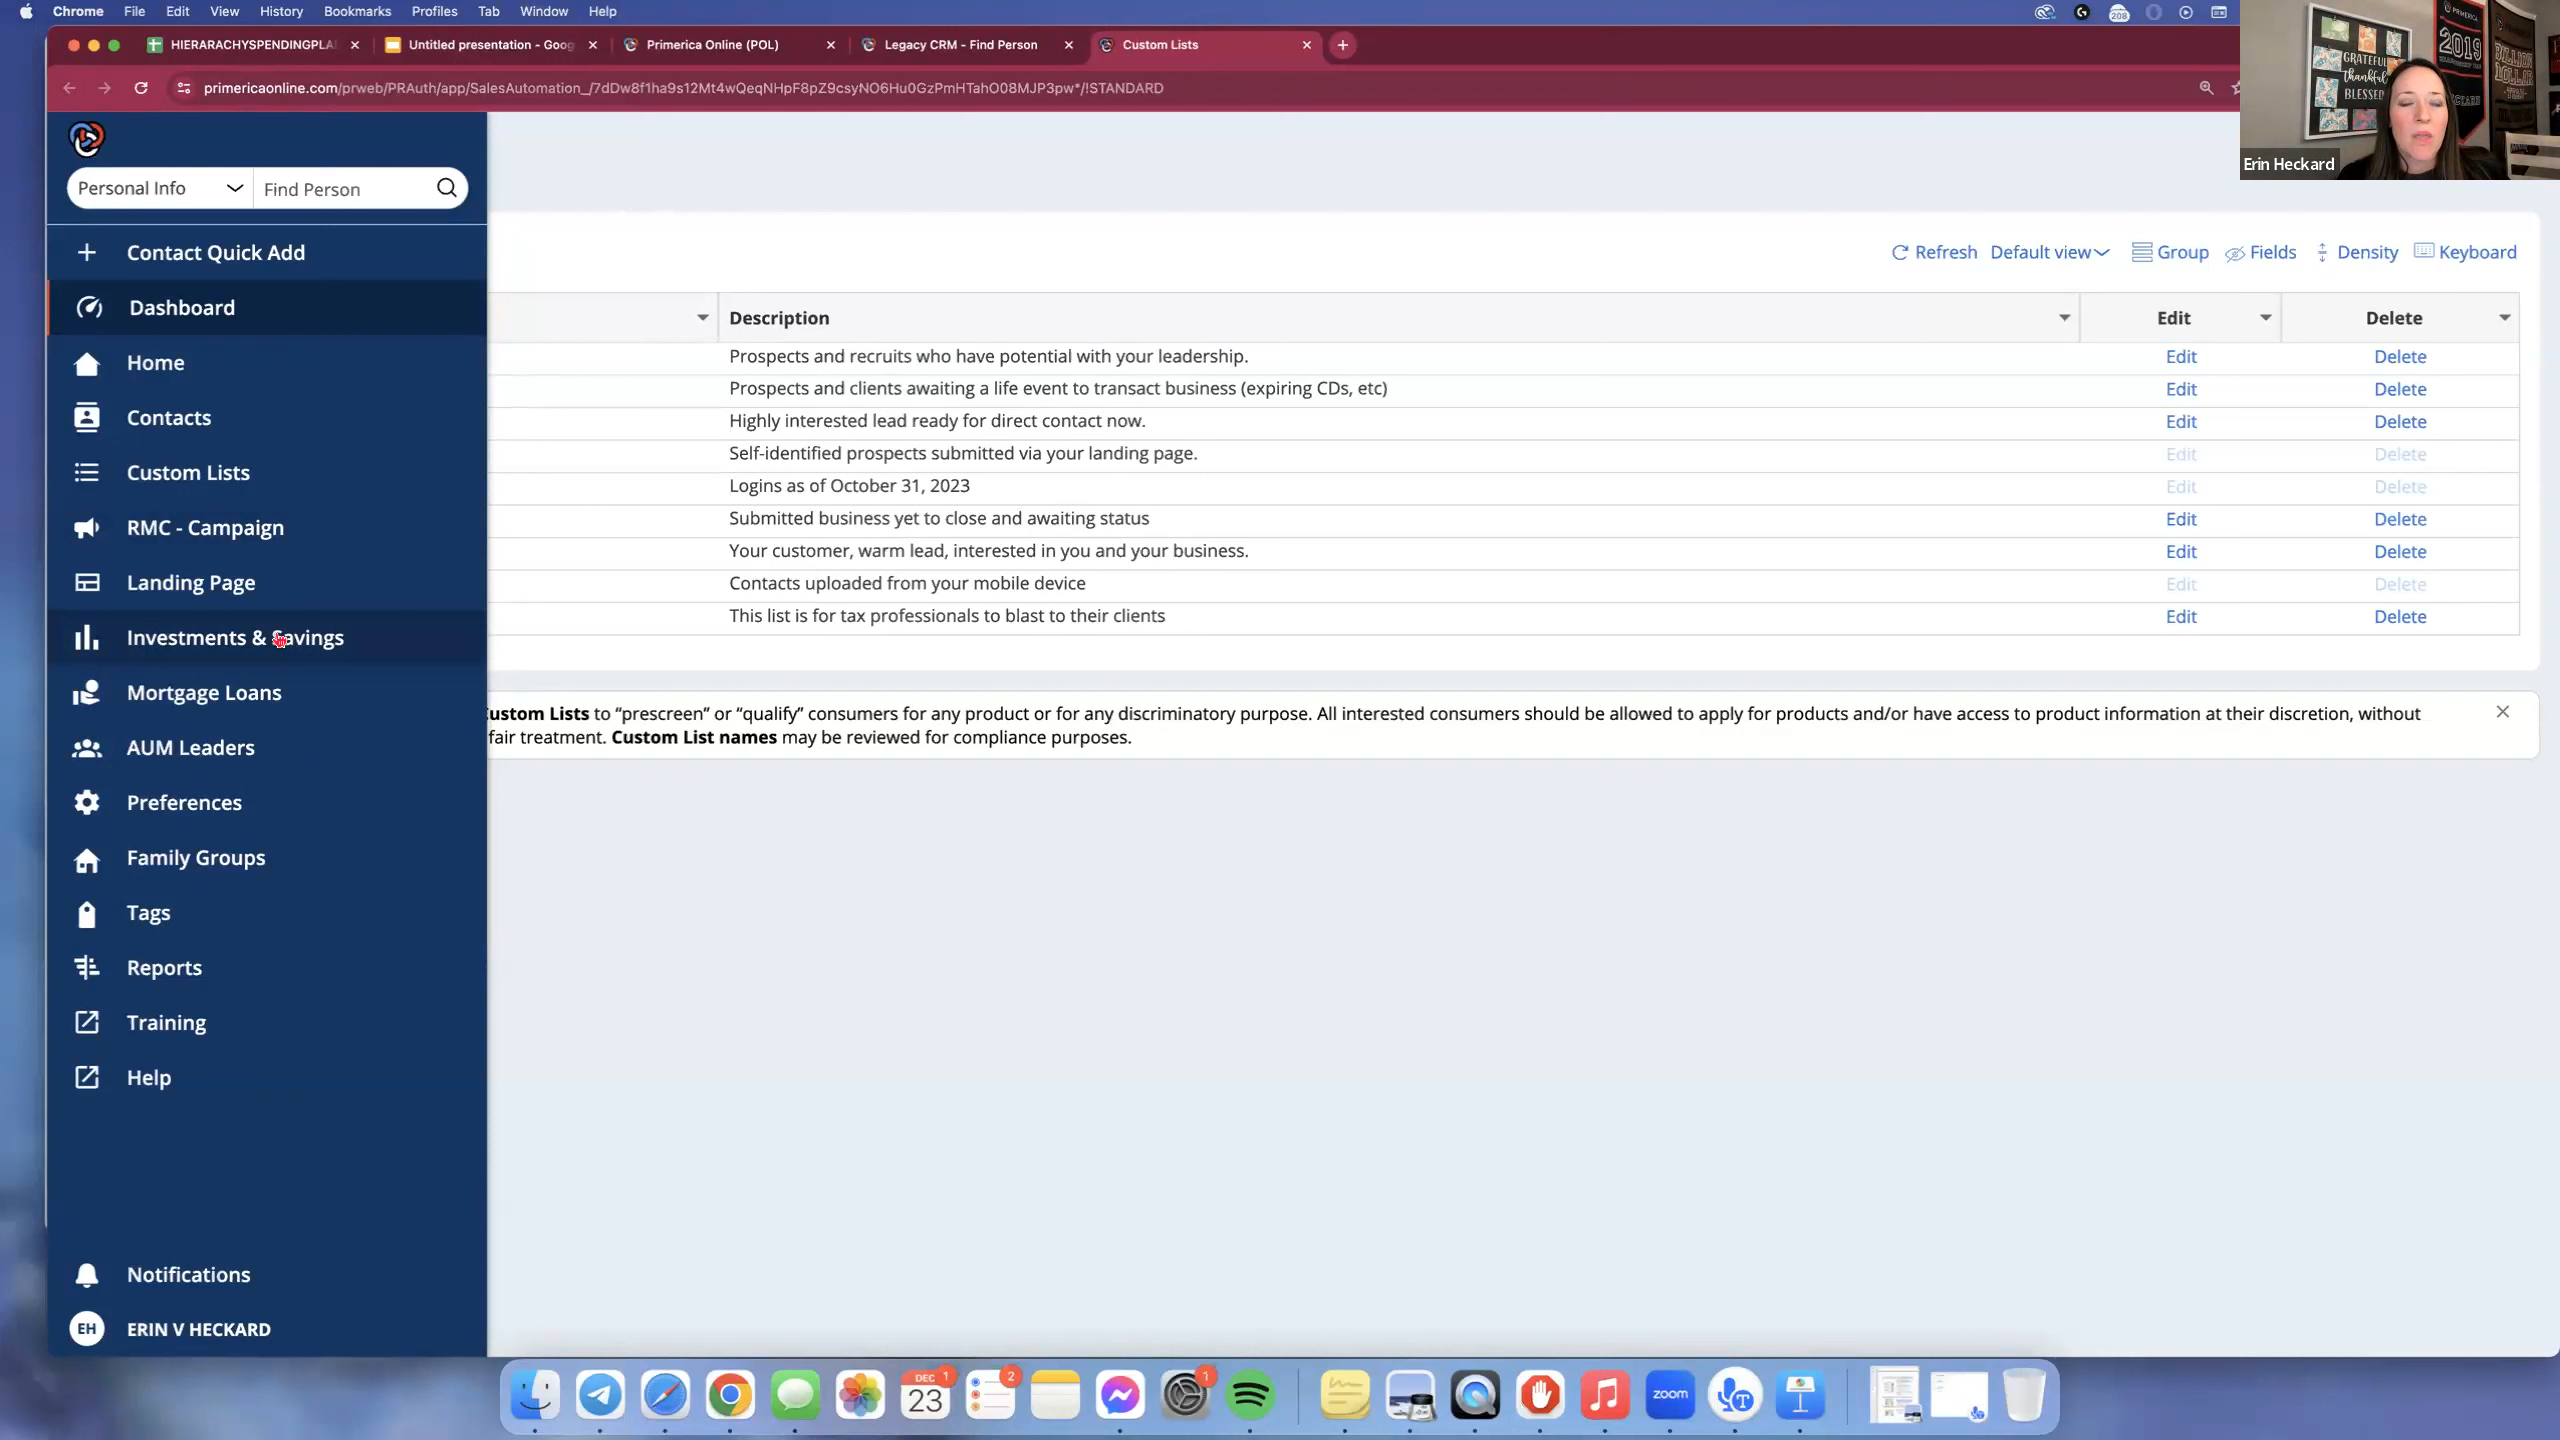 Chrome File Edit View History Bookmarks Profiles Tab Window Help
208
HIERARACHYSPENDINGPLA
Untitled presentation - Goog
Primerica Online (POL)
Legacy CRM - Find Person
Custom Lists
primericaonline.com/prweb/PRAuth/app/SalesAutomation_/7dDw8f1ha9s12Mt4wQeqNHpF8pZ9csyNO6Hu0GzPmHTahO08MJP3pw*/!STANDARD
2019
GRATEFUL
thankful
BLESSED
Erin Heckard
Personal Info
Find Person
Contact Quick Add
Dashboard
Home
Contacts
Custom Lists
RMC - Campaign
Landing Page
Investments & Savings
Mortgage Loans
AUM Leaders
Preferences
Family Groups
Tags
Reports
Training
Help
Notifications
EH ERIN V HECKARD
Refresh Default view Group Fields Density Keyboard
Description Edit Delete
Prospects and recruits who have potential with your leadership. Edit Delete
Prospects and clients awaiting a life event to transact business (expiring CDs, etc) Edit Delete
Highly interested lead ready for direct contact now. Edit Delete
Self-identified prospects submitted via your landing page. Edit Delete
Logins as of October 31, 2023 Edit Delete
Submitted business yet to close and awaiting status Edit Delete
Your customer, warm lead, interested in you and your business. Edit Delete
Contacts uploaded from your mobile device Edit Delete
This list is for tax professionals to blast to their clients Edit Delete
Custom Lists to “prescreen” or “qualify” consumers for any product or for any discriminatory purpose. All interested consumers should be allowed to apply for products and/or have access to product information at their discretion, without
fair treatment. Custom List names may be reviewed for compliance purposes.
DEC 1
23
2
1
zoom
T